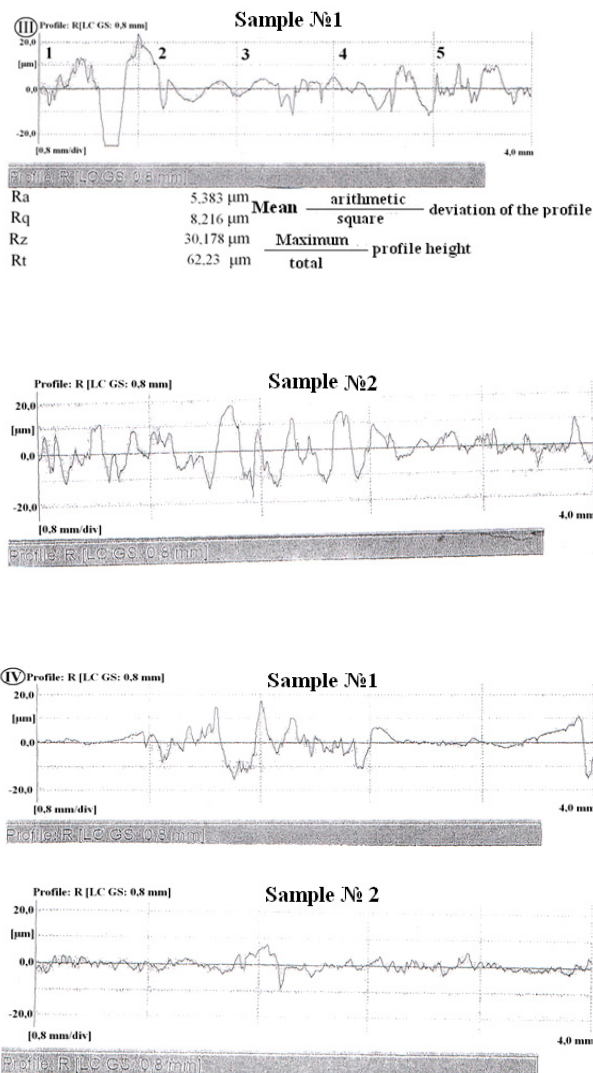 Sample №1
III Profile: R[LC GS: 0,8 mm]
20,0
[µm]
0,0
-20,0
1 2 3 4 5
[0,8 mm/div] 4,0 mm
Profile: R [LC GS: 0,8 mm]
Ra 5.383 µm
Rq 8,216 µm
Rz 30.178 µm
Rt 62.23 µm
Mean arithmetic
square deviation of the profile
Maximum
total profile height
Sample №2
Profile: R [LC GS: 0,8 mm]
20,0
[µm]
0,0
-20,0
[0,8 mm/div] 4,0 mm
Profile: R [LC GS: 0,8 mm]
Sample №1
IV Profile: R [LC GS: 0,8 mm]
20,0
[µm]
0,0
-20,0
[0,8 mm/div] 4,0 mm
Profile: R [LC GS: 0,8 mm]
Sample № 2
Profile: R [LC GS: 0,8 mm]
20,0
[µm]
0,0
-20,0
[0,8 mm/div] 4,0 mm
Profile: R [LC GS: 0,8 mm]